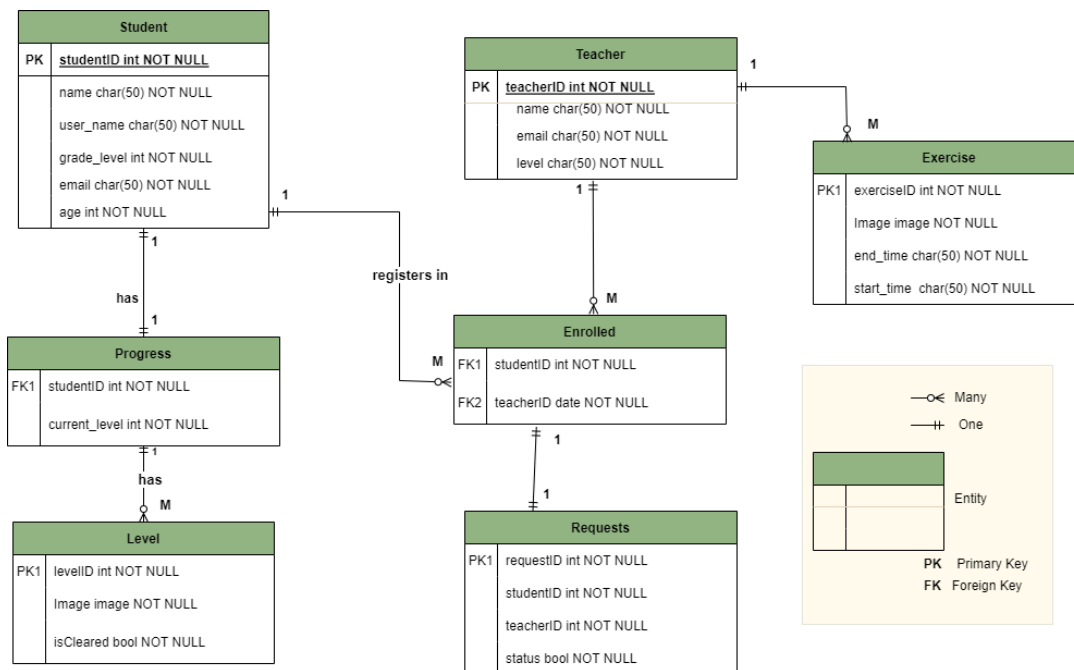 Student
PK studentID int NOT NULL
name char(50) NOT NULL
user_name char(50) NOT NULL
grade_level int NOT NULL
email char(50) NOT NULL
age int NOT NULL
1
1
has
1
Progress
FK1 studentID int NOT NULL
current_level int NOT NULL
1
has
M
Level
PK1 levelID int NOT NULL
Image image NOT NULL
isCleared bool NOT NULL
registers in
M
Teacher
PK teacherID int NOT NULL
name char(50) NOT NULL
email char(50) NOT NULL
level char(50) NOT NULL
1
M
1
M
Enrolled
FK1 studentID int NOT NULL
FK2 teacherID date NOT NULL
1
1
Requests
PK1 requestID int NOT NULL
studentID int NOT NULL
teacherID int NOT NULL
status bool NOT NULL
Exercise
PK1 exerciseID int NOT NULL
Image image NOT NULL
end_time char(50) NOT NULL
start_time char(50) NOT NULL
Many
One
Entity
PK Primary Key
FK Foreign Key